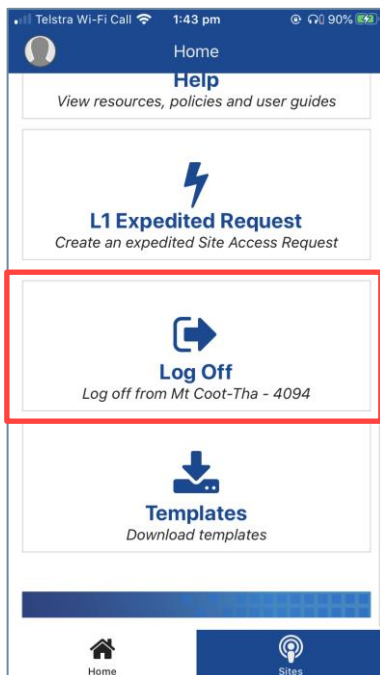 Telstra Wi-Fi Call 1:43 pm 90%
Home
Help
View resources, policies and user guides
L1 Expedited Request
Create an expedited Site Access Request
Log Off
Log off from Mt Coot-Tha - 4094
Templates
Download templates
Home Sites